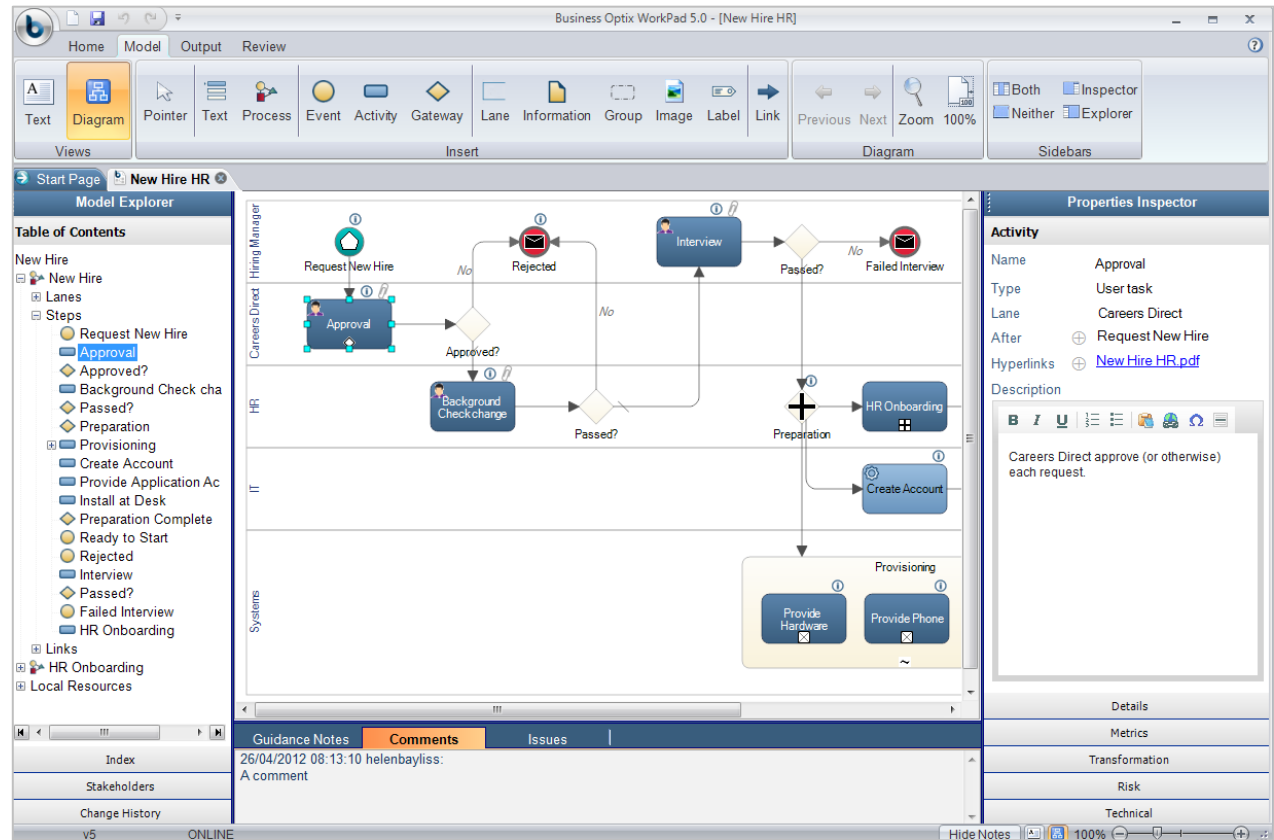 Business Optix WorkPad 5.0 - [New Hire HR]
Home Model Output Review
Text Diagram Pointer Text Process Event Activity Gateway Lane Information Group Image Label Link Previous Next Zoom 100%
Both Inspector
Neither Explorer
Views Insert Diagram Sidebars
Start Page New Hire HR
Model Explorer
Table of Contents
New Hire
New Hire
Lanes
Steps
Request New Hire
Approval
Approved?
Background Check cha
Passed?
Preparation
Provisioning
Create Account
Provide Application Ac
Install at Desk
Preparation Complete
Ready to Start
Rejected
Interview
Passed?
Failed Interview
HR Onboarding
Links
HR Onboarding
Local Resources
Index
Stakeholders
Change History
Hiring Manager
Request New Hire
No
Rejected
Interview
Passed?
No
Failed Interview
Careers Direct
Approval
Approved?
No
HR
Background
Check change
Passed?
Preparation
HR Onboarding
IT
Create Account
Systems
Provisioning
Provide
Hardware
Provide Phone
~
Guidance Notes Comments Issues
26/04/2012 08:13:10 helenbayliss:
A comment
Properties Inspector
Activity
Name Approval
Type User task
Lane Careers Direct
After Request New Hire
Hyperlinks New Hire HR.pdf
Description
B I U Ω
Careers Direct approve (or otherwise)
each request.
Details
Metrics
Transformation
Risk
Technical
v5 ONLINE Hide Notes 100%